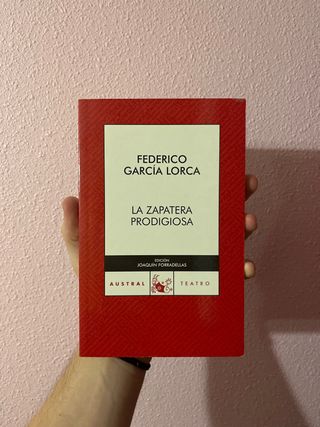 FEDERICO
GARCÍA LORCA
LA ZAPATERA
PRODIGIOSA
EDICIÓN
JOAQUÍN FORRADELLAS
AUSTRAL TEATRO